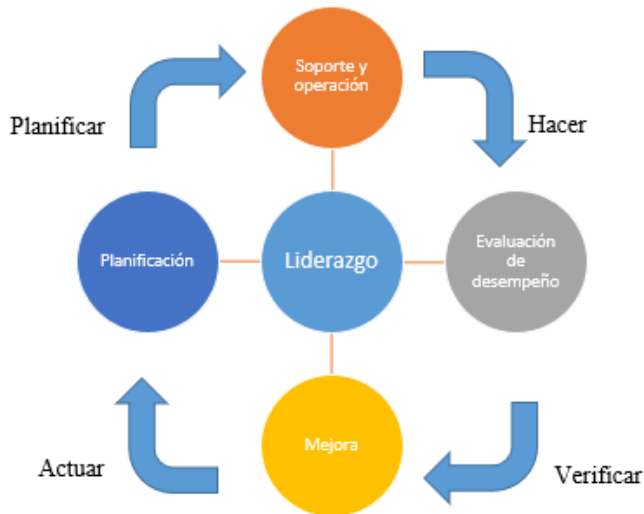 Soporte y
operación
Planificar
Hacer
Planificación
Liderazgo
Evaluación
de
desempeño
Mejora
Actuar
Verificar